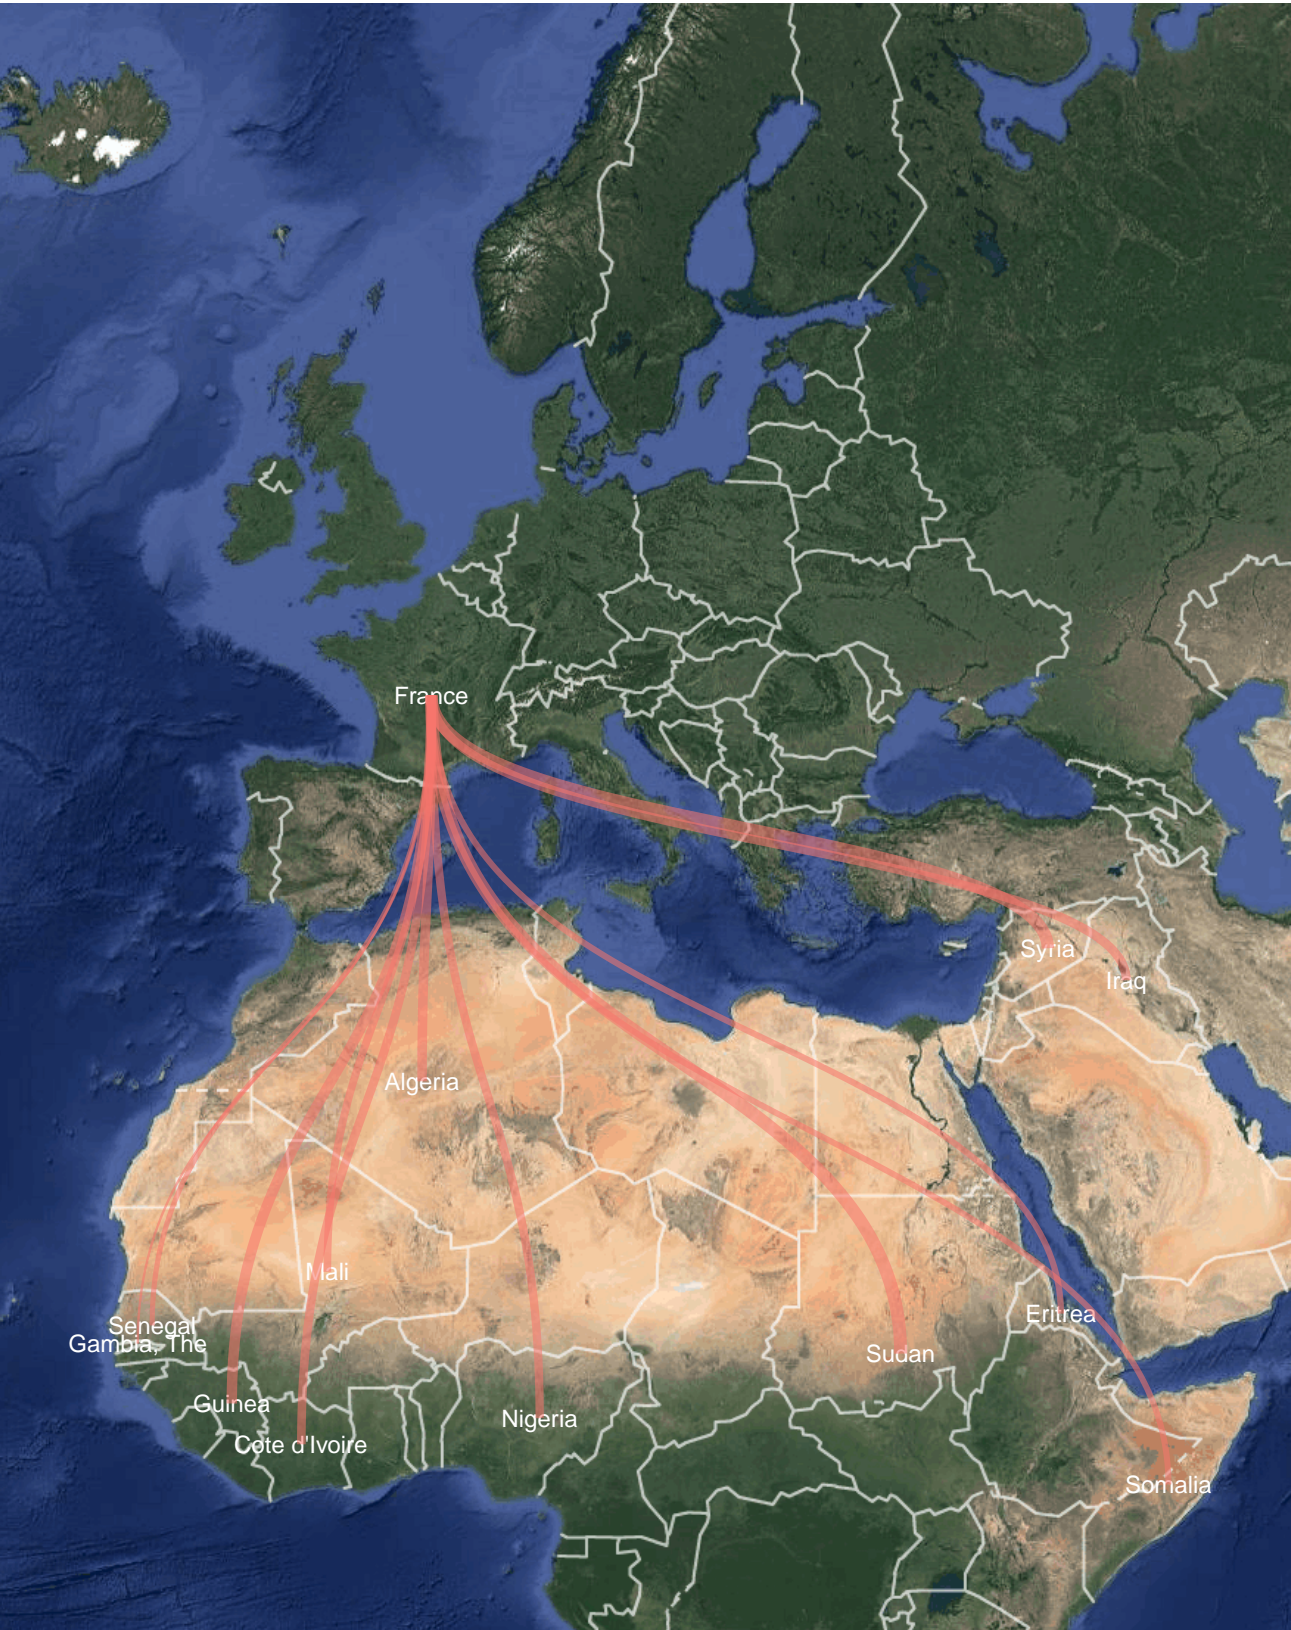 France
Syria
Iraq
Algeria
Mali
Eritrea
Senegal
Gambia, The
Sudan
Guinea
Nigeria
Cote d'Ivoire
Somalia